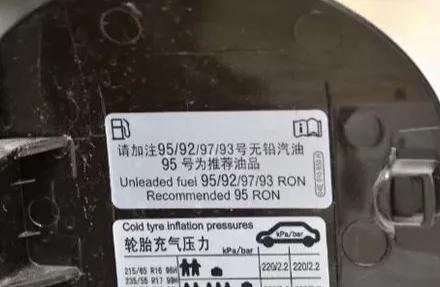 请加注95/92/97/93号无铅汽油
95 号为推荐油品
Unleaded fuel 95/92/97/93 RON
Recommended 95 RON
Cold tyre inflation pressures
轮胎充气压力 kPa/bar
kPa/bar
215/65 R16 98H 220/2.2 220/2.2
235/55 R17 99H